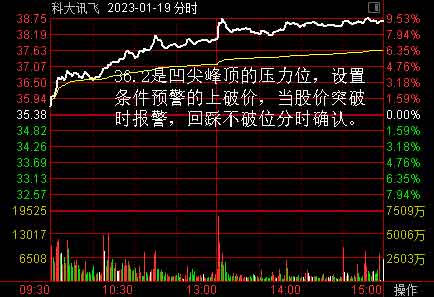 科大讯飞 2023-01-19 分时
38.75 9.53%
38.19 7.94%
37.63 6.35%
37.07 4.76%
36.50 3.18%
35.94 1.59%
35.38 0.00%
34.82 1.59%
34.26 3.18%
33.69 4.76%
33.13 6.35%
32.57 7.94%
19525 7509万
13017 5006万
6508 2503万
09:30 10:30 13:00 14:00 15:00 操作
36.2是凹尖峰顶的压力位，设置
条件预警的上破价，当股价突破
时报警，回踩不破位分时确认。